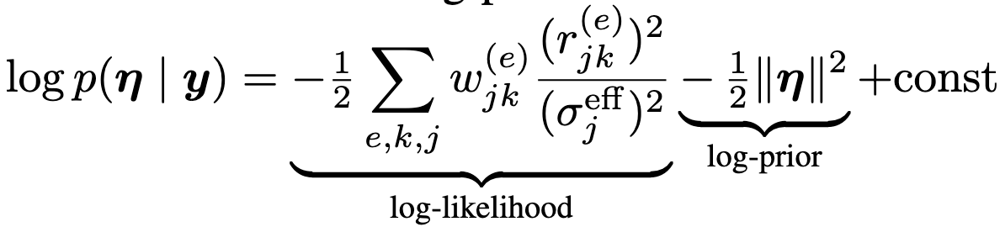 log p(η | y) = −½ ∑_{e,k,j} w_{jk}^{(e)} (r_{jk}^{(e)})² / (σ_j^{eff})² − ½‖η‖² + const
log-prior
log-likelihood